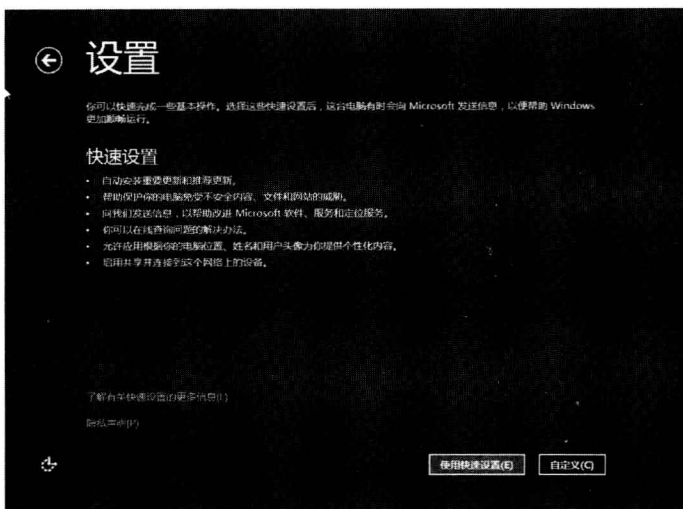 设置
你可以快速完成一些基本操作。选择这些快速设置后，这台电脑有时会向 Microsoft 发送信息，以便帮助 Windows
更加顺畅运行。
快速设置
• 自动安装重要更新和推荐更新。
• 帮助保护你的电脑免受不安全内容、文件和网站的威胁。
• 向我们发送信息，以帮助改进 Microsoft 软件、服务和定位服务。
• 你可以在线查询问题的解决办法。
• 允许应用根据你的电脑位置、姓名和用户头像为你提供个性化内容。
• 启用共享并连接到这个网络上的设备。
了解有关快速设置的更多信息(L)
隐私声明(P)
使用快速设置(E)
自定义(C)